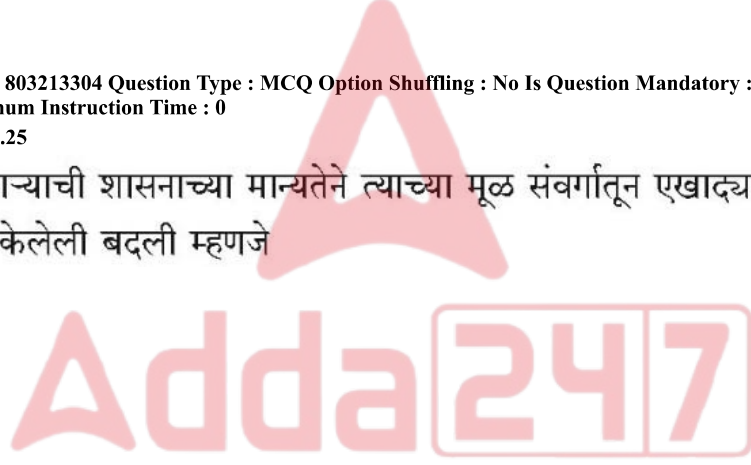 803213304 Question Type : MCQ Option Shuffling : No Is Question Mandatory :
num Instruction Time : 0
.25
ाऱ्याची शासनाच्या मान्यतेने त्याच्या मूळ संवर्गातून एखाद्य
केलेली बदली म्हणजे
Adda247